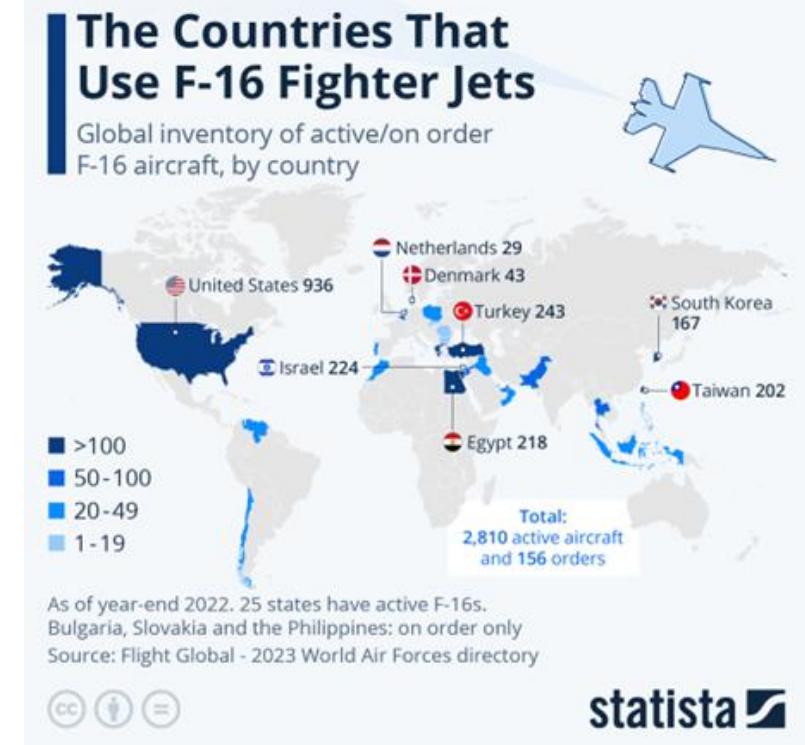 The Countries That
Use F-16 Fighter Jets
Global inventory of active/on order
F-16 aircraft, by country
Netherlands 29
Denmark 43
United States 936
Turkey 243
South Korea
167
Israel 224
Taiwan 202
Egypt 218
>100
50-100
20-49
1-19
Total:
2,810 active aircraft
and 156 orders
As of year-end 2022. 25 states have active F-16s.
Bulgaria, Slovakia and the Philippines: on order only
Source: Flight Global - 2023 World Air Forces directory
cc
=
statista